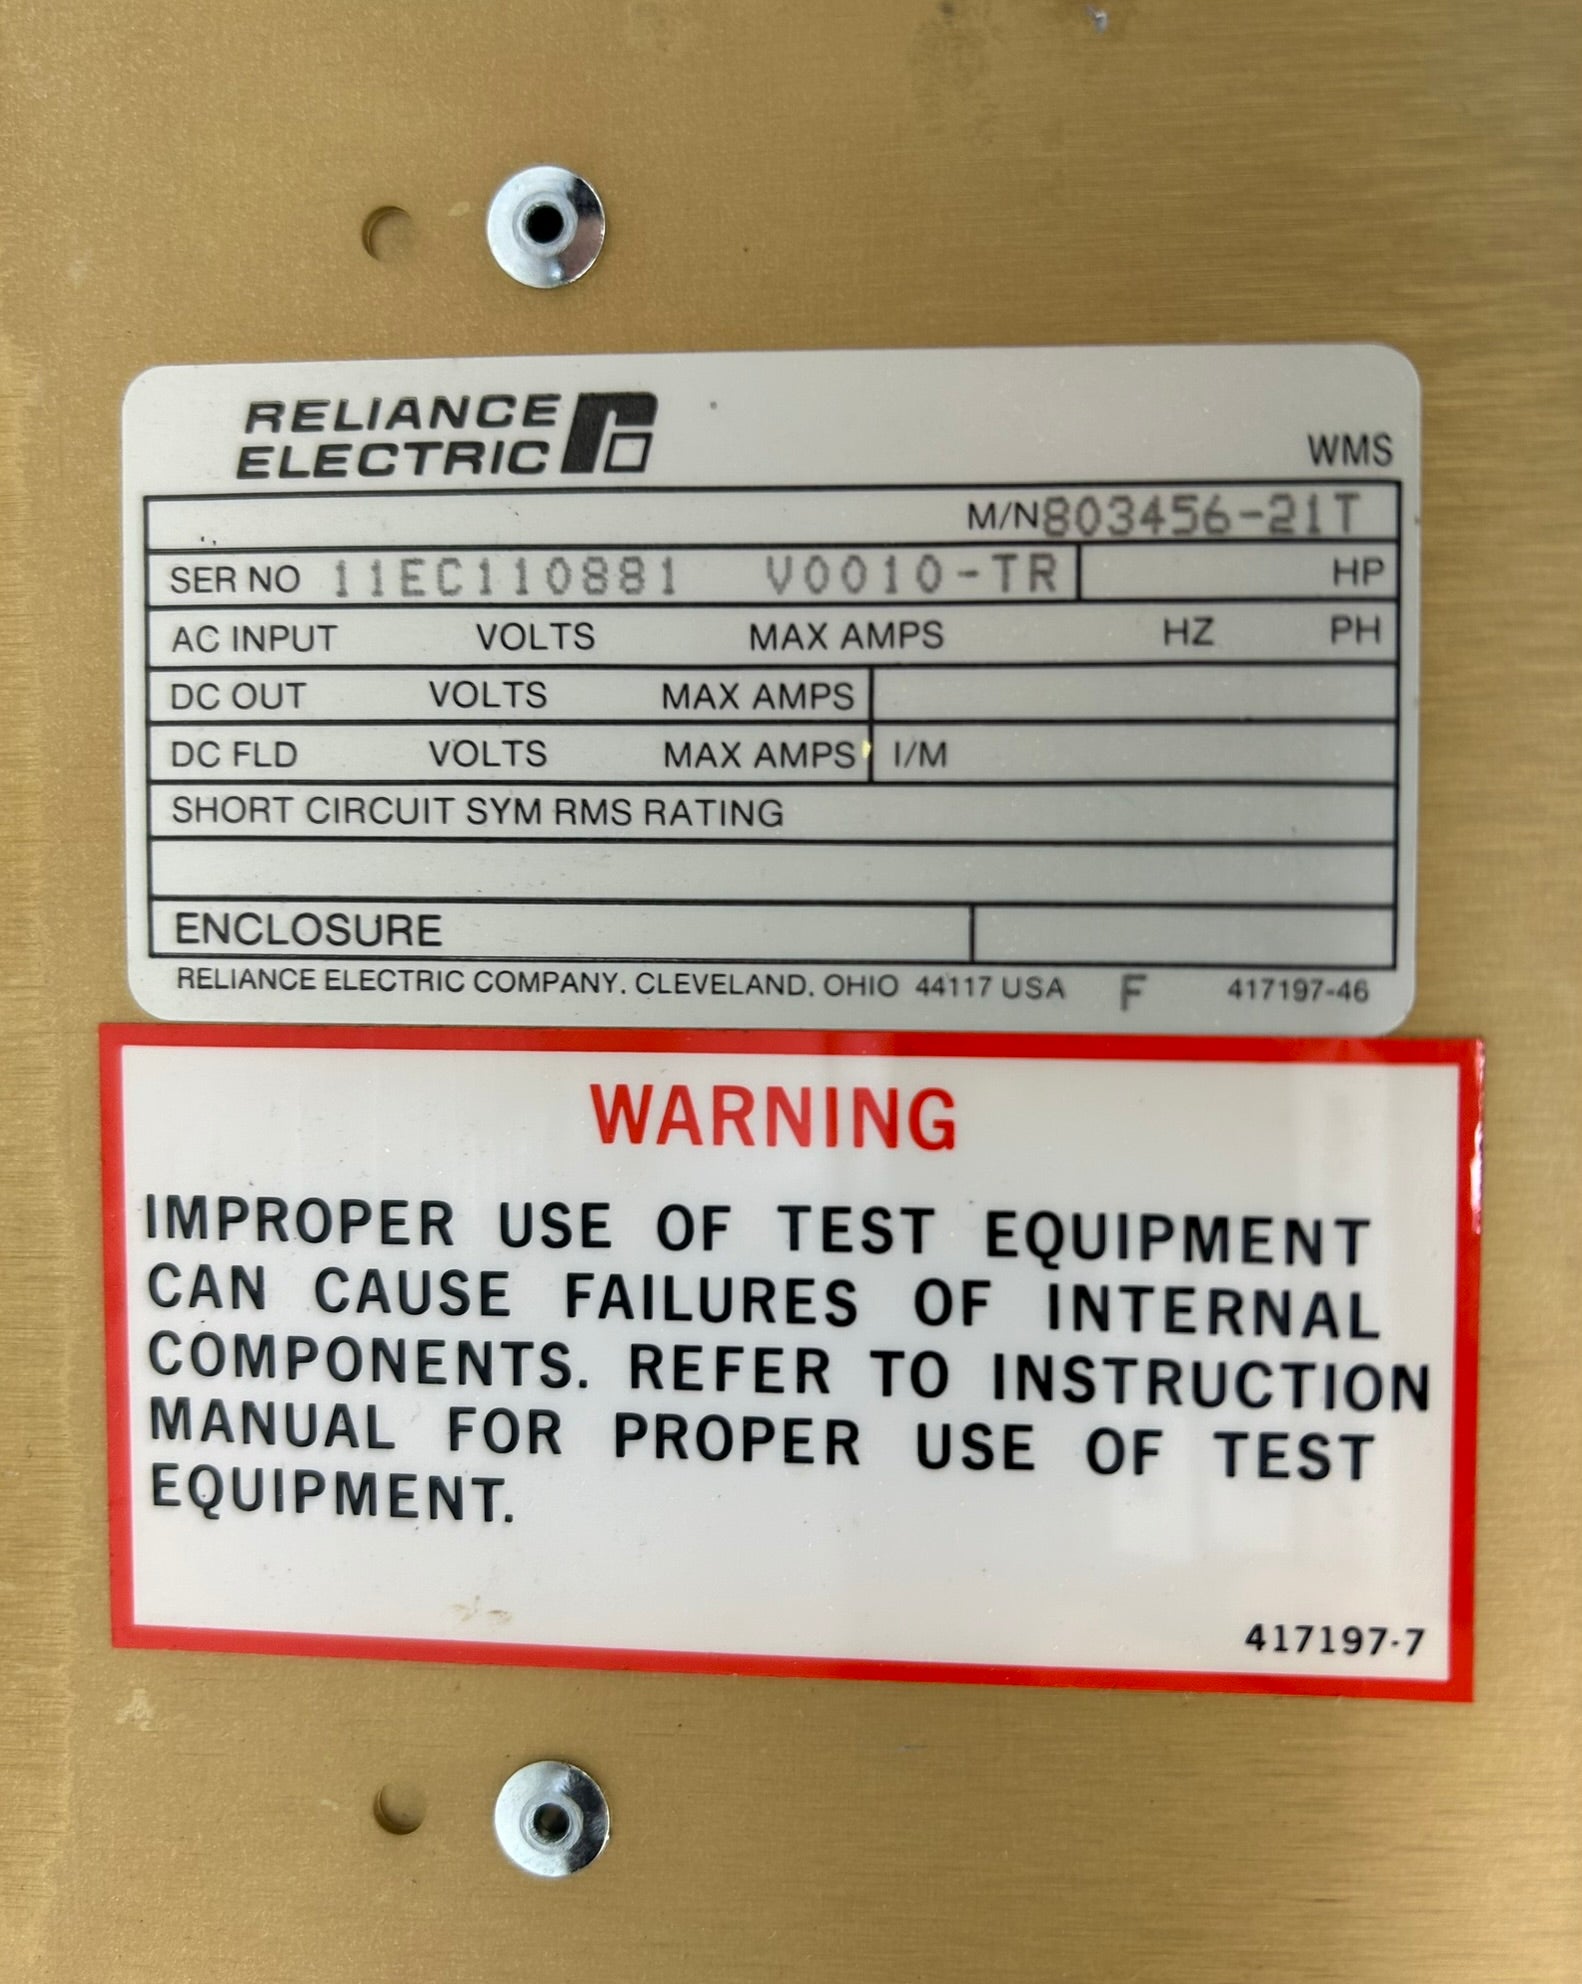 RELIANCE
ELECTRIC
WMS
M/N 803456-21T
SER NO 11EC110881 V0010-TR HP
AC INPUT VOLTS MAX AMPS HZ PH
DC OUT VOLTS MAX AMPS
DC FLD VOLTS MAX AMPS I/M
SHORT CIRCUIT SYM RMS RATING
ENCLOSURE
RELIANCE ELECTRIC COMPANY. CLEVELAND. OHIO 44117 USA F 417197-46
WARNING
IMPROPER USE OF TEST EQUIPMENT
CAN CAUSE FAILURES OF INTERNAL
COMPONENTS. REFER TO INSTRUCTION
MANUAL FOR PROPER USE OF TEST
EQUIPMENT.
417197-7